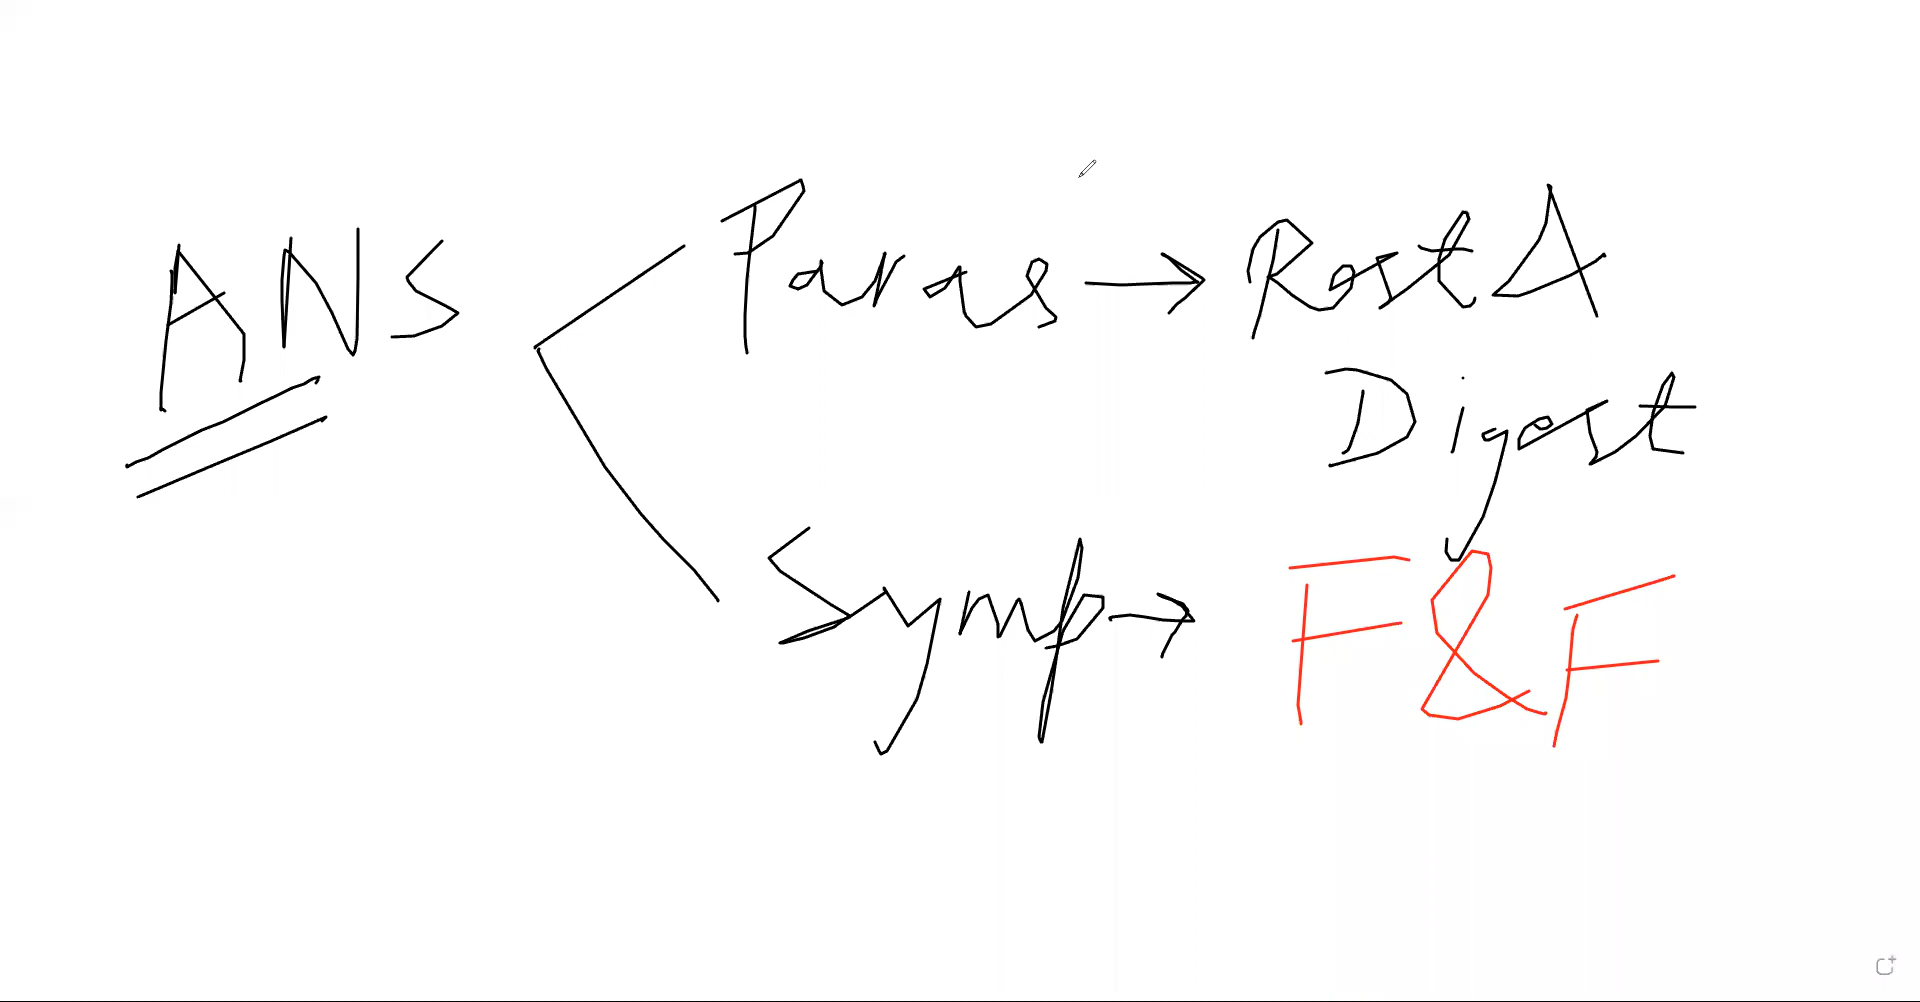 ANS
Paras → Rest &
Digest
Symp → F & F